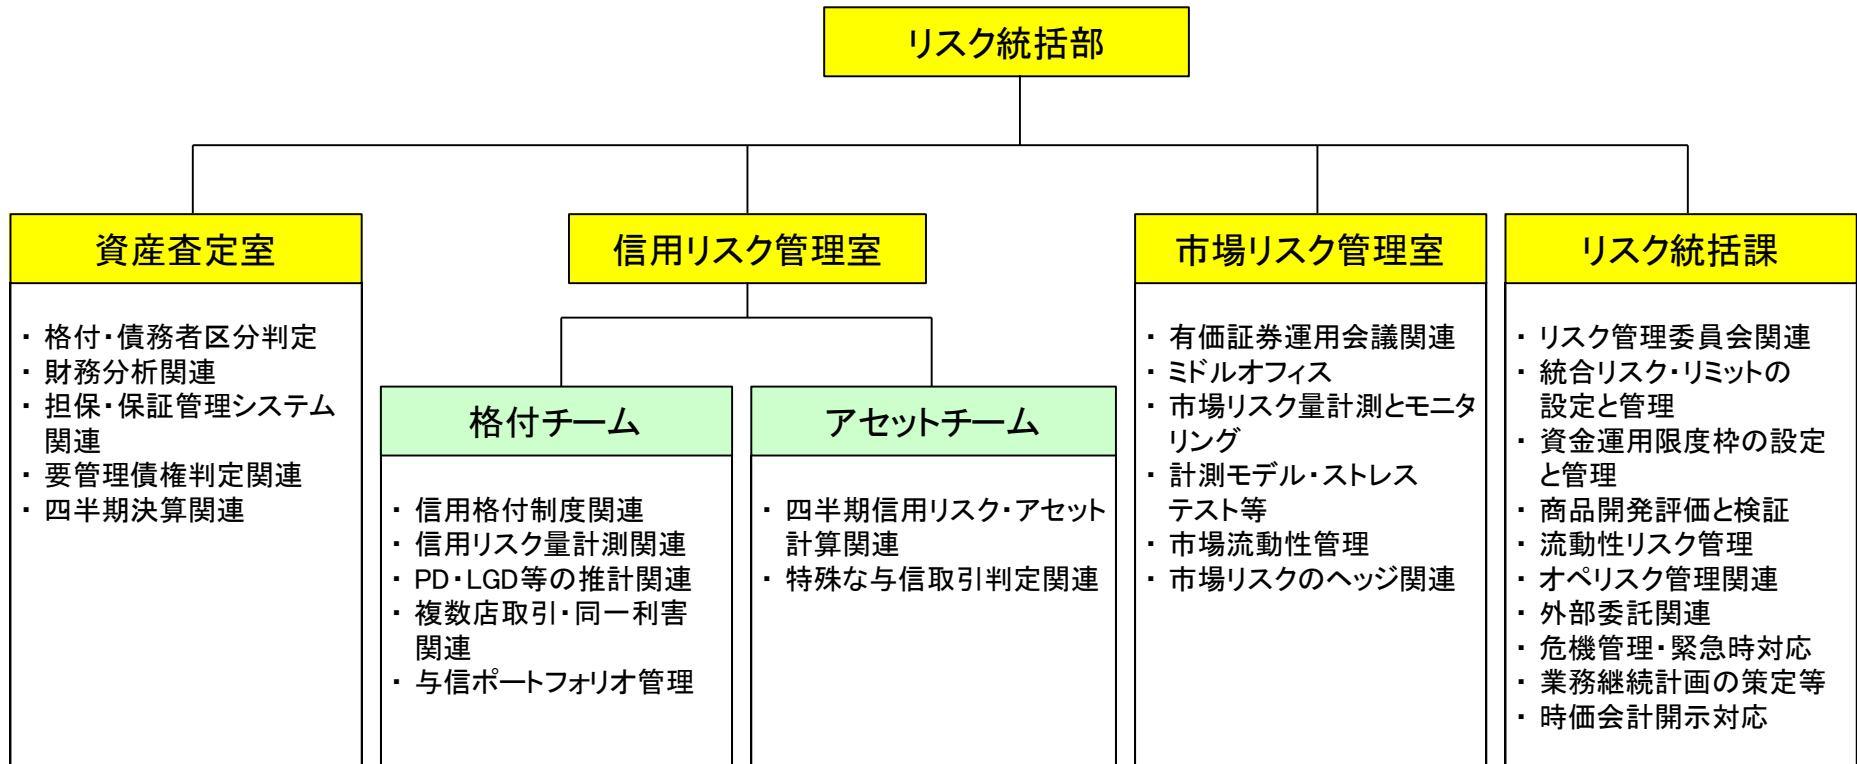 リスク統括部
資産査定室
・ 格付・債務者区分判定
・ 財務分析関連
・ 担保・保証管理システム
関連
・ 要管理債権判定関連
・ 四半期決算関連
信用リスク管理室
格付チーム
・ 信用格付制度関連
・ 信用リスク量計測関連
・ PD・LGD等の推計関連
・ 複数店取引・同一利害
関連
・ 与信ポートフォリオ管理
アセットチーム
・ 四半期信用リスク・アセット
計算関連
・ 特殊な与信取引判定関連
市場リスク管理室
・ 有価証券運用会議関連
・ ミドルオフィス
・ 市場リスク量計測とモニタ
リング
・ 計測モデル・ストレス
テスト等
・ 市場流動性管理
・ 市場リスクのヘッジ関連
リスク統括課
・ リスク管理委員会関連
・ 統合リスク・リミットの
設定と管理
・ 資金運用限度枠の設定
と管理
・ 商品開発評価と検証
・ 流動性リスク管理
・ オペリスク管理関連
・ 外部委託関連
・ 危機管理・緊急時対応
・ 業務継続計画の策定等
・ 時価会計開示対応